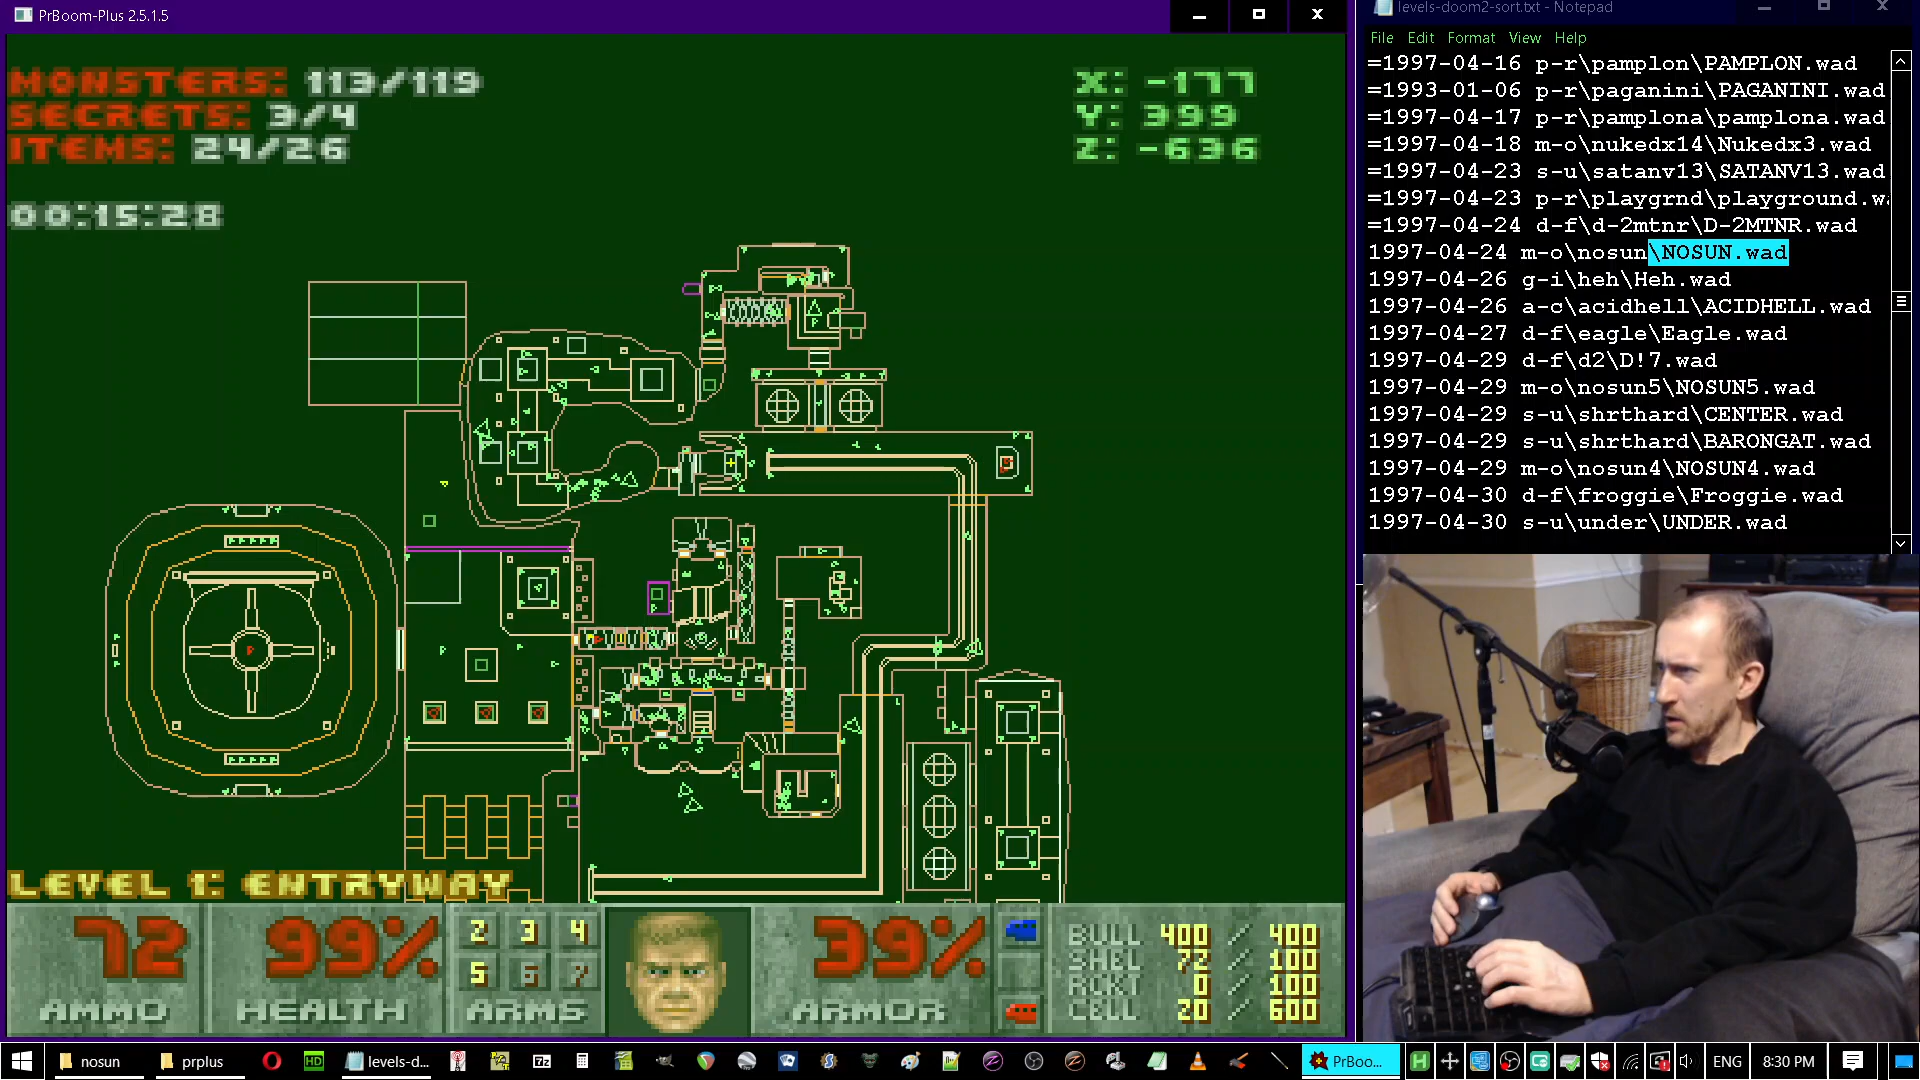 PrBoom-Plus 2.5.1.5
MONSTERS: 113/119
SECRETS: 3/4
ITEMS: 24/26
00:15:28
X: -177
Y: 399
Z: -636
LEVEL 1: ENTRYWAY
72
AMMO
99%
HEALTH
2 3 4
5 6 7
ARMS
39%
ARMOR
BULL 400 / 400
SHEL 72 / 100
RCKT 0 / 100
CELL 20 / 600
levels-doom2-sort.txt - Notepad
File Edit Format View Help
=1997-04-16 p-r\pamplon\PAMPLON.wad
=1993-01-06 p-r\paganini\PAGANINI.wad
=1997-04-17 p-r\pamplona\pamplona.wad
=1997-04-18 m-o\nukedx14\Nukedx3.wad
=1997-04-23 s-u\satanv13\SATANV13.wad
=1997-04-23 p-r\playgrnd\playground.wa
=1997-04-24 d-f\d-2mtnr\D-2MTNR.wad
1997-04-24 m-o\nosun\NOSUN.wad
1997-04-26 g-i\heh\Heh.wad
1997-04-26 a-c\acidhell\ACIDHELL.wad
1997-04-27 d-f\eagle\Eagle.wad
1997-04-29 d-f\d2\D!7.wad
1997-04-29 m-o\nosun5\NOSUN5.wad
1997-04-29 s-u\shrthard\CENTER.wad
1997-04-29 s-u\shrthard\BARONGAT.wad
1997-04-29 m-o\nosun4\NOSUN4.wad
1997-04-30 d-f\froggie\Froggie.wad
1997-04-30 s-u\under\UNDER.wad
nosun
prplus
HD
levels-d...
7z
PrBoo...
ENG
8:30 PM